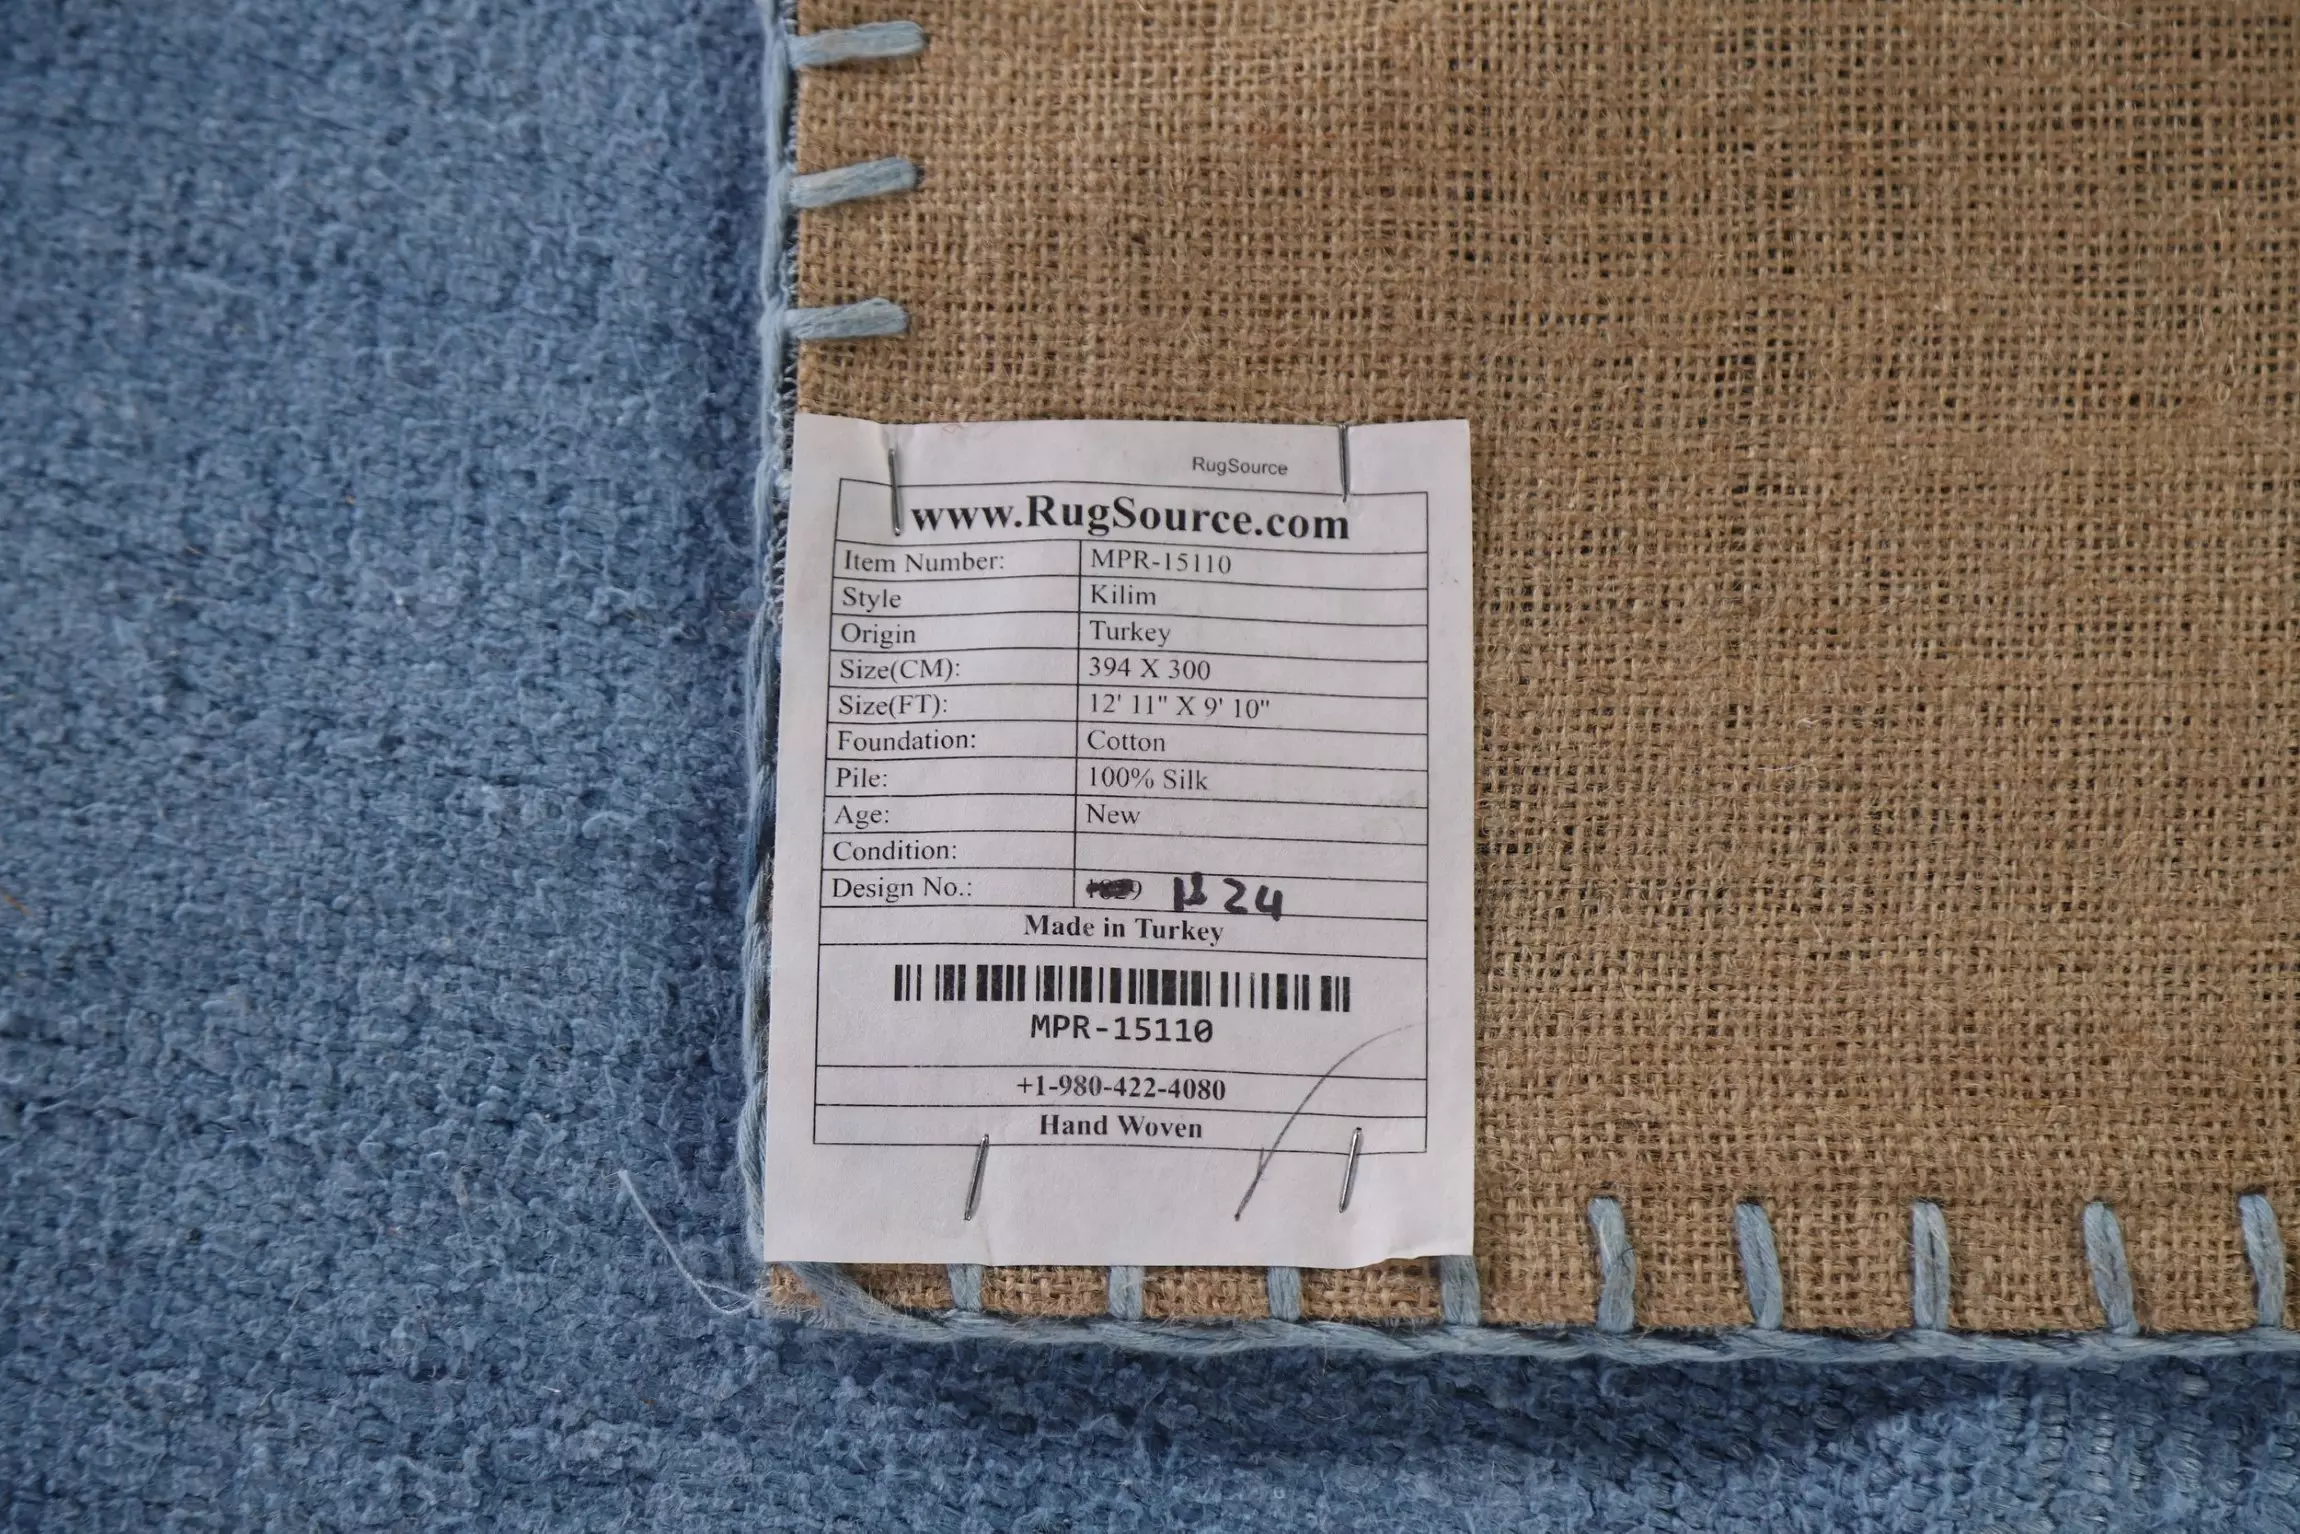 RugSource
www.RugSource.com
Item Number: MPR-15110
Style Kilim
Origin Turkey
Size(CM): 394 X 300
Size(FT): 12' 11" X 9' 10"
Foundation: Cotton
Pile: 100% Silk
Age: New
Condition:
Design No.: 24
Made in Turkey
MPR-15110
+1-980-422-4080
Hand Woven